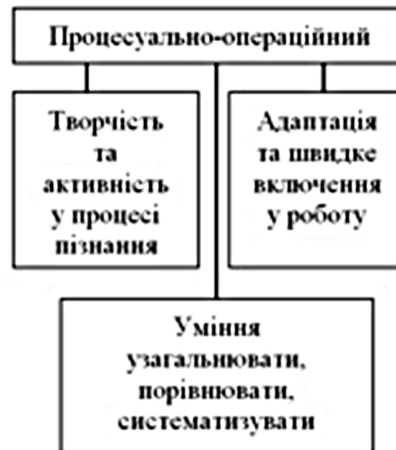 Процесуально-операційний
Творчість
та
активність
у процесі
пізнання
Адаптація
та швидке
включення
у роботу
Уміння
узагальнювати,
порівнювати,
систематизувати